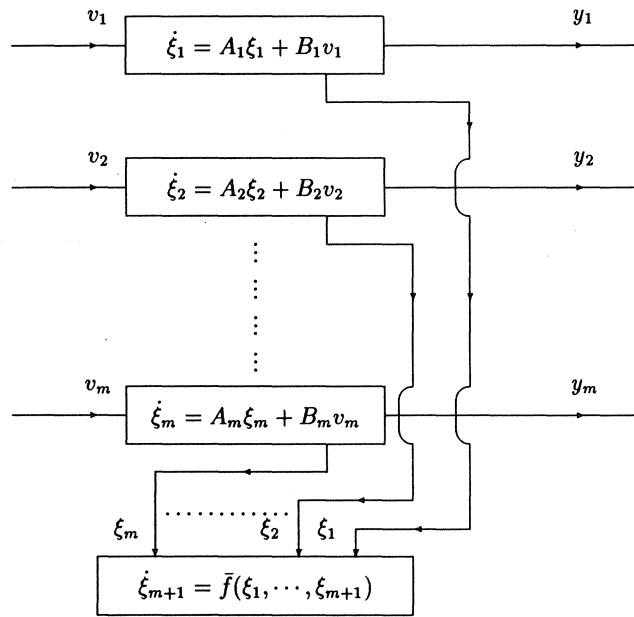 v₁ y₁
ξ̇₁ = A₁ξ₁ + B₁v₁
v₂ y₂
ξ̇₂ = A₂ξ₂ + B₂v₂
vₘ yₘ
ξ̇ₘ = Aₘξₘ + Bₘvₘ
ξₘ ξ₂ ξ₁
ξ̇ₘ₊₁ = f̄(ξ₁, ⋯, ξₘ₊₁)